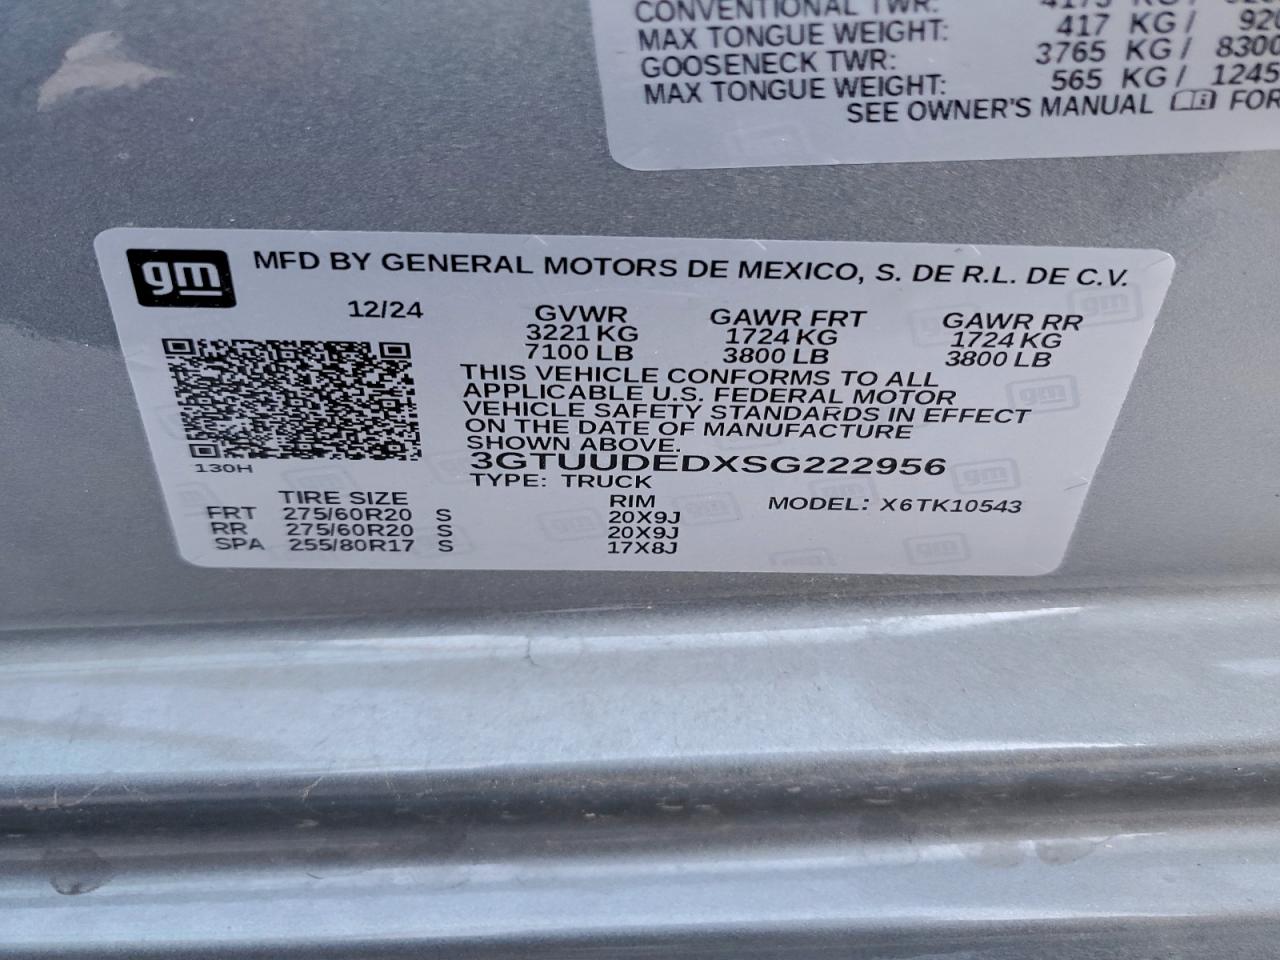 CONVENTIONAL TWR:
MAX TONGUE WEIGHT: 417 KG/
GOOSENECK TWR: 3765 KG/ 8300
MAX TONGUE WEIGHT: 565 KG/ 1245
SEE OWNER'S MANUAL FOR
gm MFD BY GENERAL MOTORS DE MEXICO, S. DE R.L. DE C.V.
12/24 GVWR GAWR FRT GAWR RR
3221 KG 1724 KG 1724 KG
7100 LB 3800 LB 3800 LB
THIS VEHICLE CONFORMS TO ALL
APPLICABLE U.S. FEDERAL MOTOR
VEHICLE SAFETY STANDARDS IN EFFECT
ON THE DATE OF MANUFACTURE
SHOWN ABOVE.
130H
3GTUUDEDXSG222956
TYPE: TRUCK
TIRE SIZE RIM MODEL: X6TK10543
FRT 275/60R20 S 20X9J
RR 275/60R20 S 20X9J
SPA 255/80R17 S 17X8J